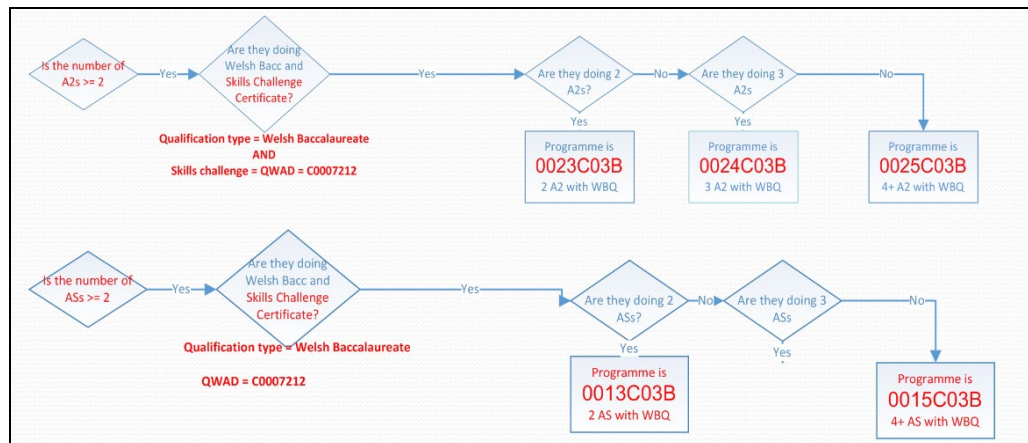 Is the number of
A2s >= 2
Yes
Are they doing
Welsh Bacc and
Skills Challenge
Certificate?
Yes
Are they doing 2
A2s?
No
Are they doing 3
A2s
No
Qualification type = Welsh Baccalaureate
AND
Skills challenge = QWAD = C0007212
Yes
Yes
Programme is
0023C03B
2 A2 with WBQ
Programme is
0024C03B
3 A2 with WBQ
Programme is
0025C03B
4+ A2 with WBQ
Is the number of
ASs >= 2
Yes
Are they doing
Welsh Bacc and
Skills Challenge
Certificate?
Yes
Are they doing 2
ASs?
No
Are they doing 3
ASs
No
Qualification type = Welsh Baccalaureate
QWAD = C0007212
Yes
Yes
Programme is
0013C03B
2 AS with WBQ
Programme is
0015C03B
4+ AS with WBQ